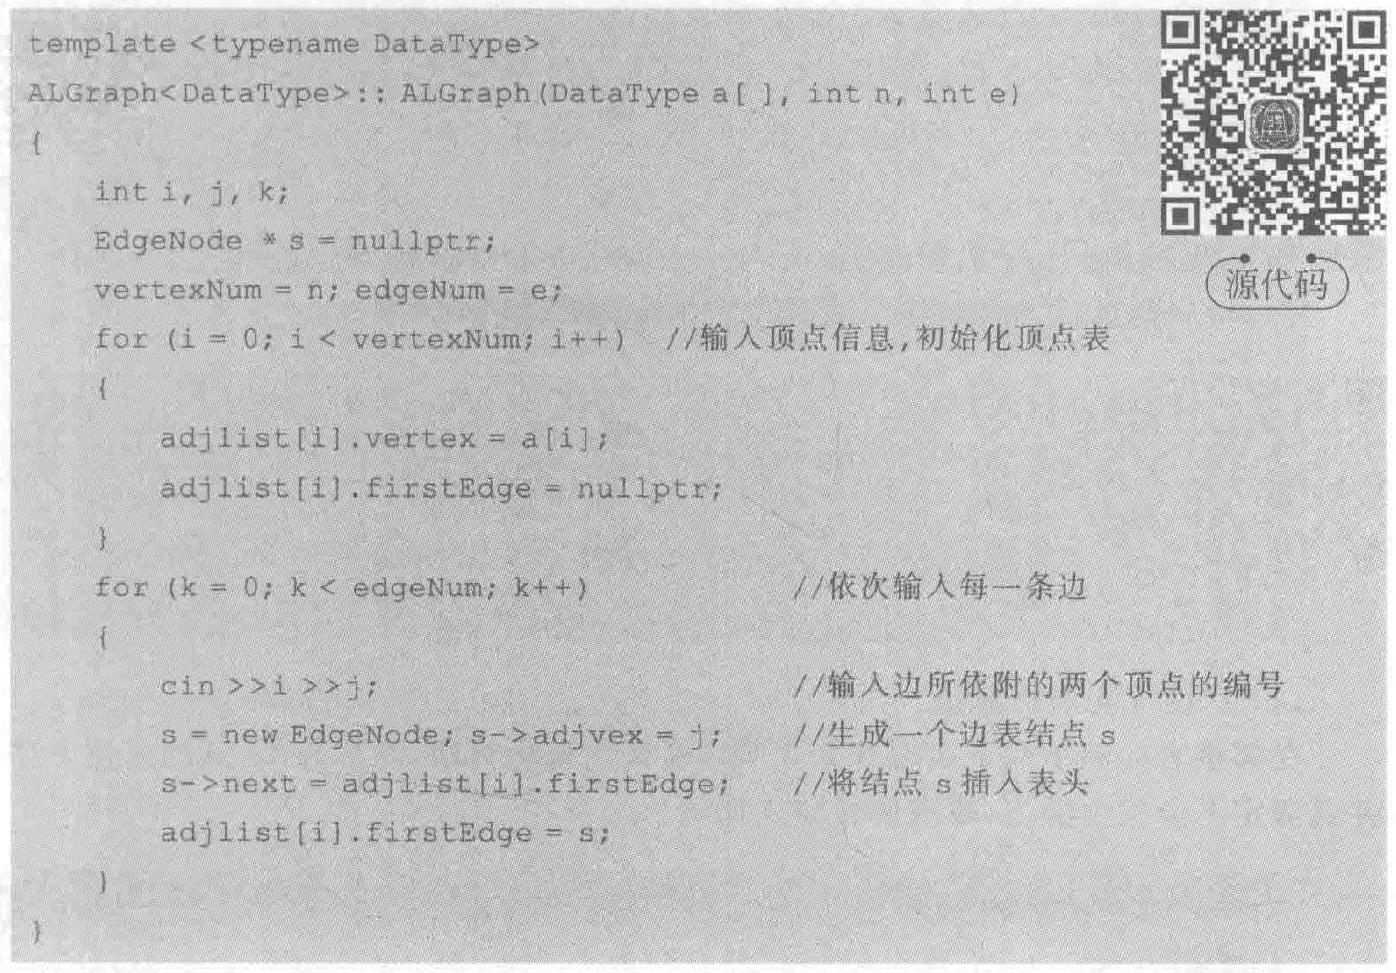 template <typename DataType>
ALGraph<DataType>:: ALGraph(DataType a[ ], int n, int e)
{
    int i, j, k;
    EdgeNode * s = nullptr;
    vertexNum = n; edgeNum = e;
源代码
    for (i = 0; i < vertexNum; i++)  //输入顶点信息,初始化顶点表
    {
        adjlist[i].vertex = a[i];
        adjlist[i].firstEdge = nullptr;
    }
    for (k = 0; k < edgeNum; k++)  //依次输入每一条边
    {
        cin >>i >>j;  //输入边所依附的两个顶点的编号
        s = new EdgeNode; s->adjvex = j;  //生成一个边表结点 s
        s->next = adjlist[i].firstEdge;  //将结点 s 插入表头
        adjlist[i].firstEdge = s;
    }
}